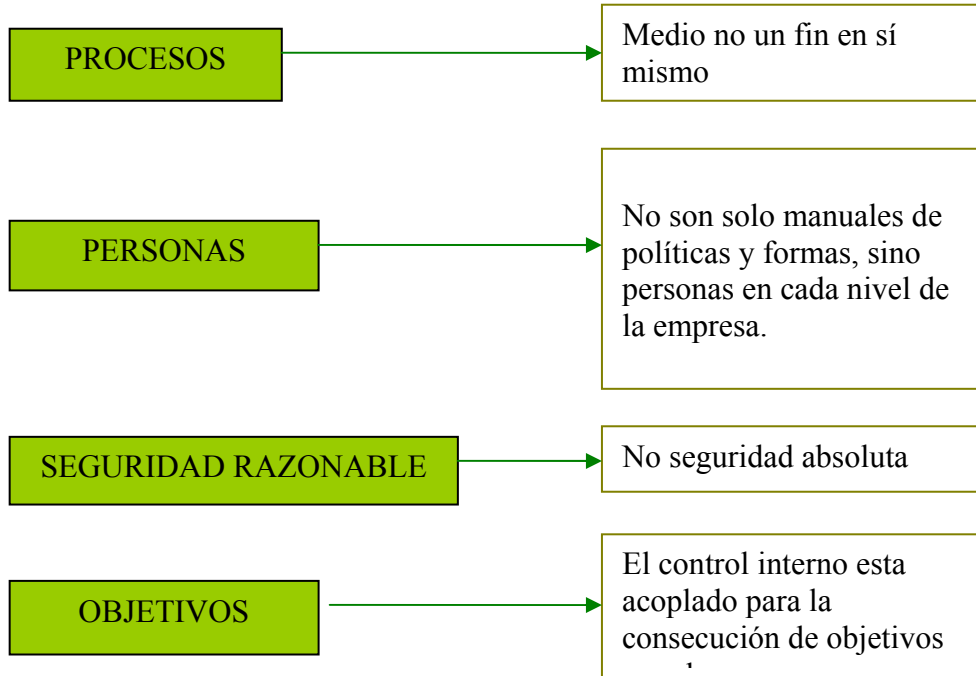 PROCESOS
Medio no un fin en sí
mismo
PERSONAS
No son solo manuales de
políticas y formas, sino
personas en cada nivel de
la empresa.
SEGURIDAD RAZONABLE
No seguridad absoluta
OBJETIVOS
El control interno esta
acoplado para la
consecución de objetivos